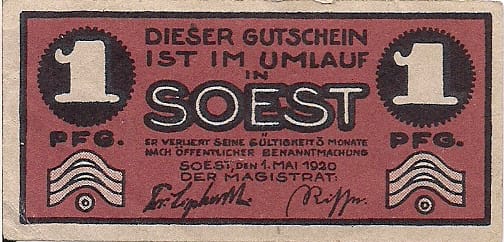 DIESER GUTSCHEIN
IST IM UMLAUF
IN
SOEST
1
PFG.
1
PFG.
ER VERLIERT SEINE GÜLTIGKEIT 3 MONATE
NACH ÖFFENTLICHER BENANNTMACHUNG
SOEST, DEN 1. MAI 1920
DER MAGISTRAT.